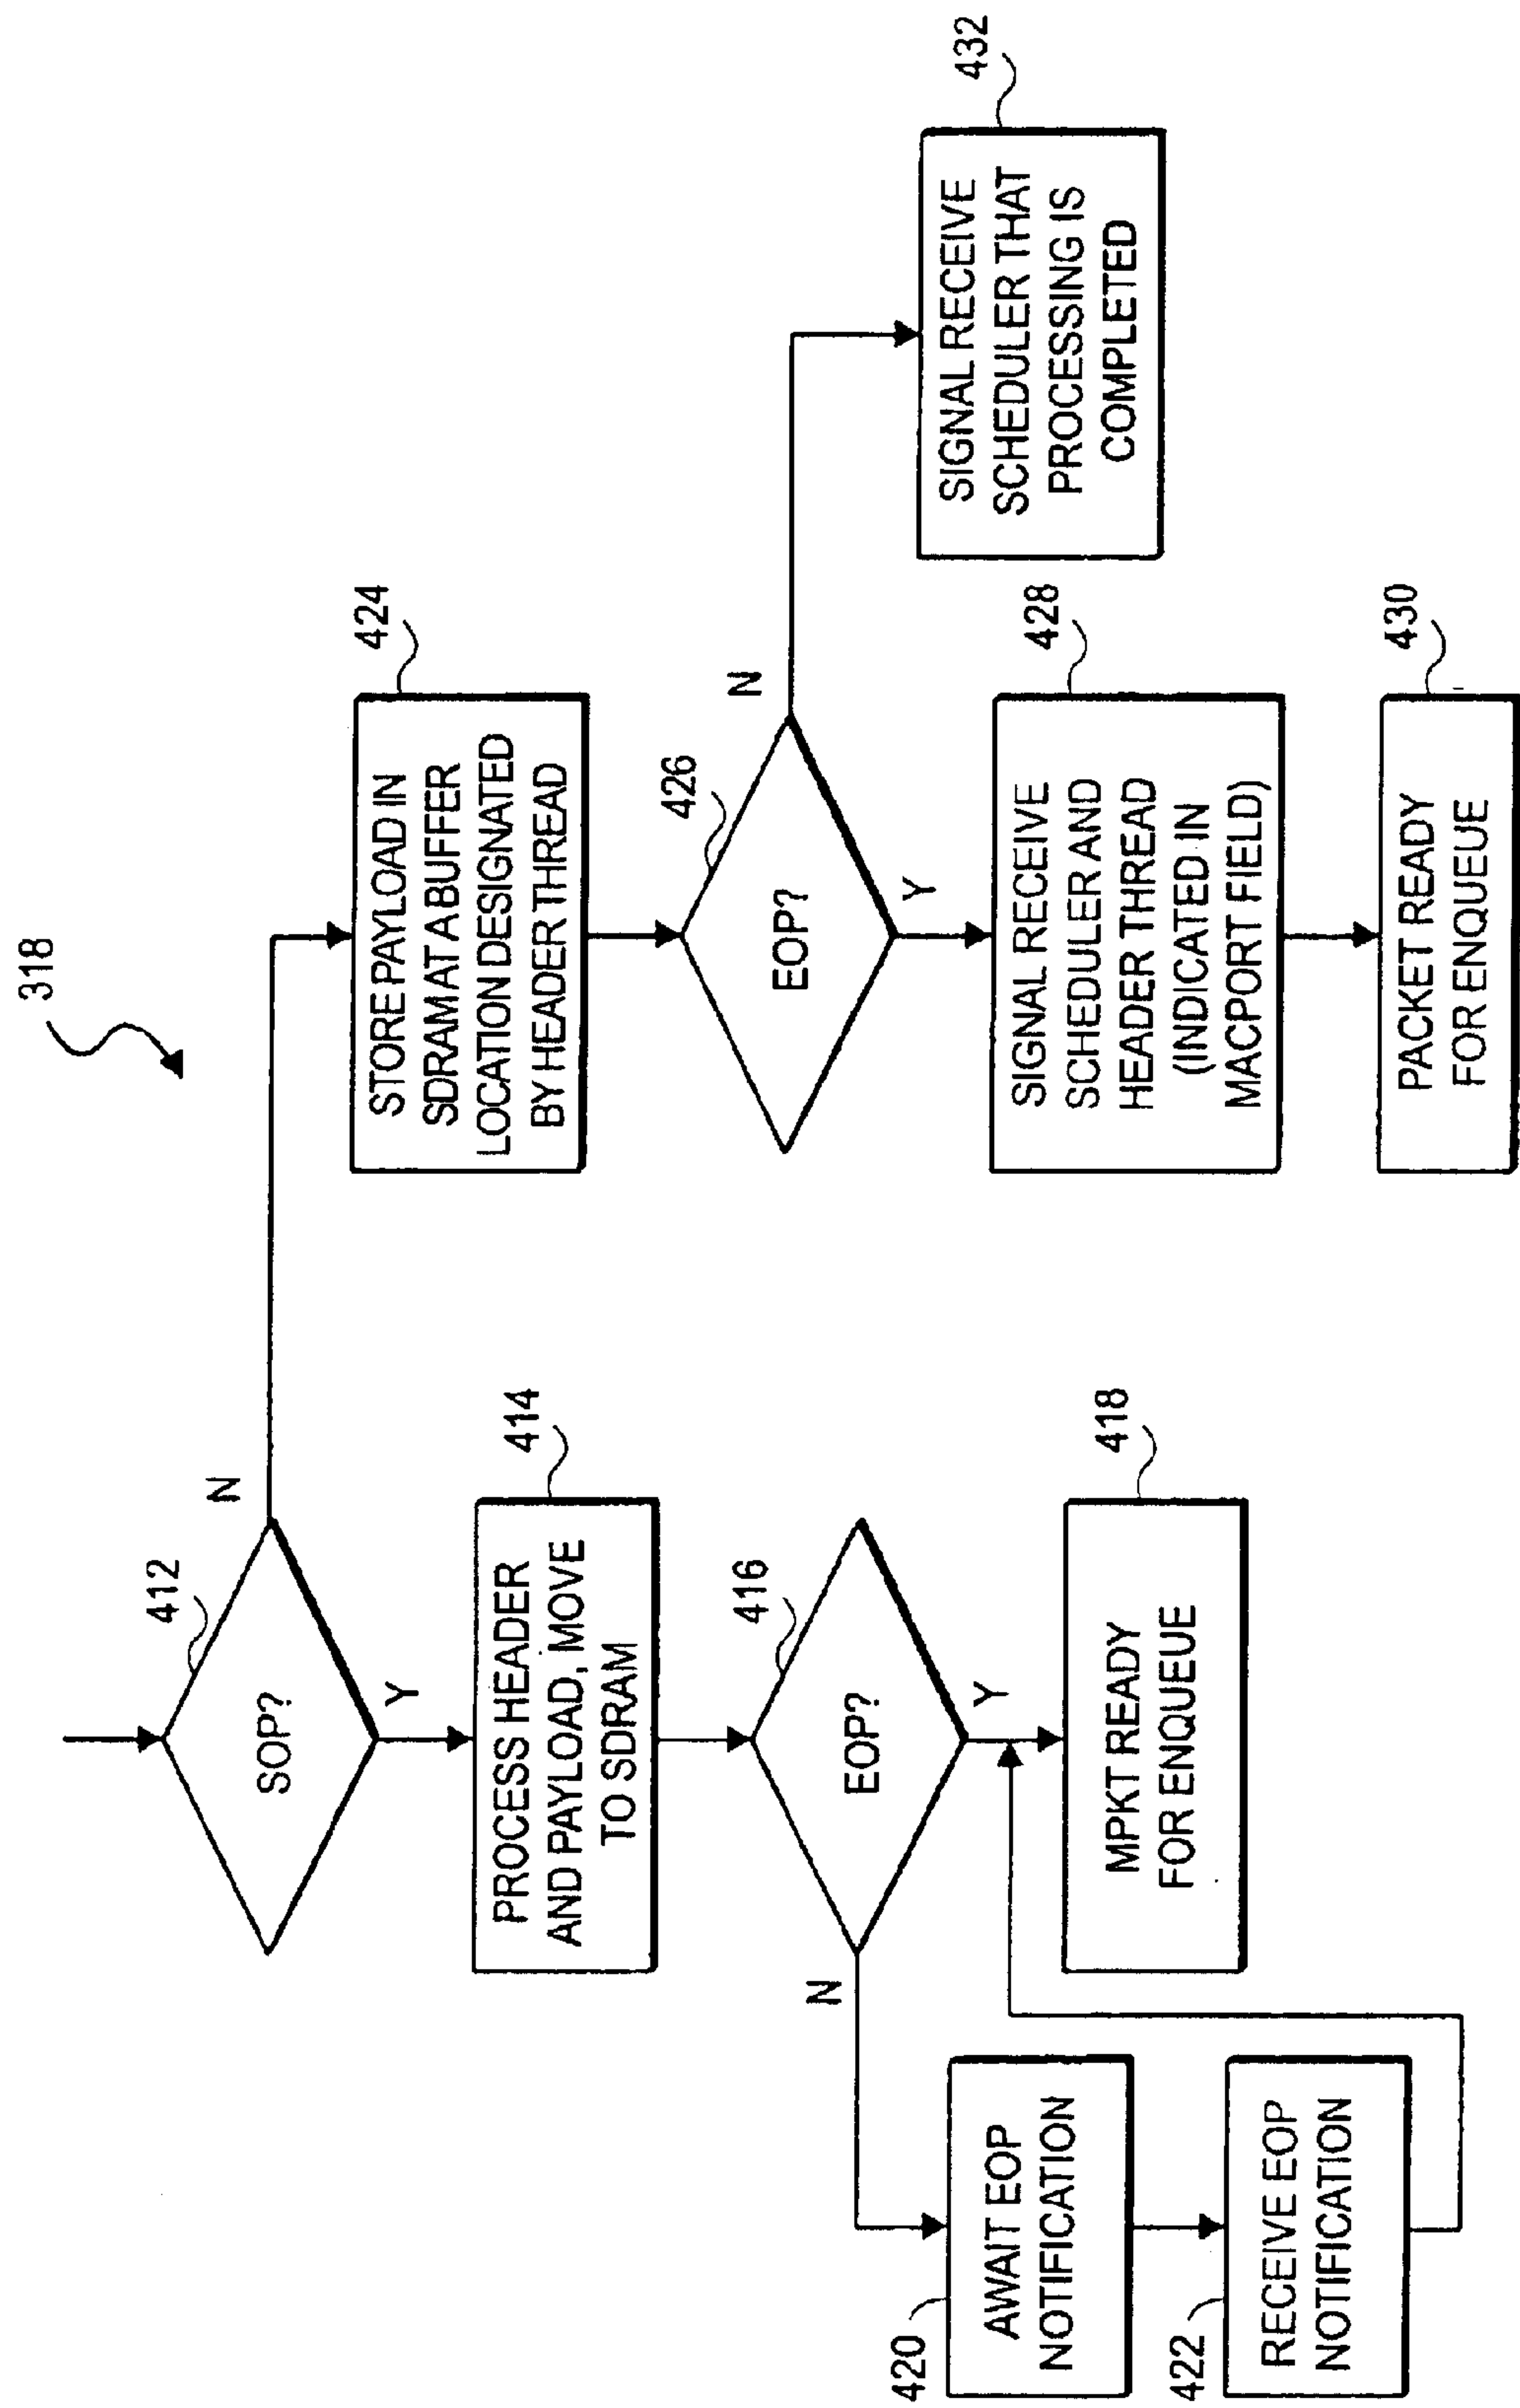 318
412
SOP?
N
Y
414
PROCESS HEADER
AND PAYLOAD, MOVE
TO SDRAM
416
EOP?
N
Y
418
MPKT READY
FOR ENQUEUE
420
AWAIT EOP
NOTIFICATION
422
RECEIVE EOP
NOTIFICATION
424
STORE PAYLOAD IN
SDRAM AT A BUFFER
LOCATION DESIGNATED
BY HEADER THREAD
426
EOP?
N
Y
428
SIGNAL RECEIVE
SCHEDULER AND
HEADER THREAD
(INDICATED IN
MACPORT FIELD)
430
PACKET READY
FOR ENQUEUE
432
SIGNAL RECEIVE
SCHEDULER THAT
PROCESSING IS
COMPLETED